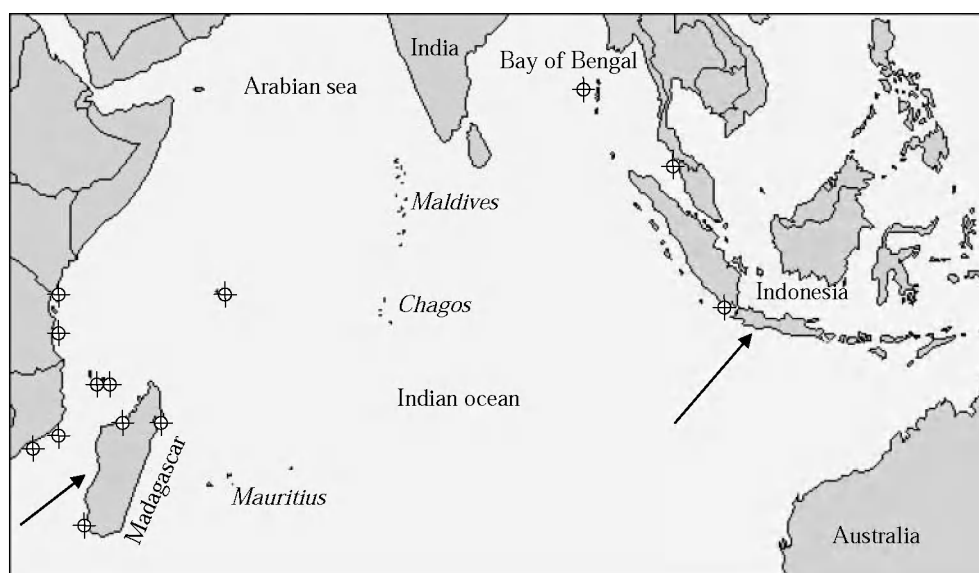 India
Bay of Bengal
Arabian sea
Maldives
Chagos
Indonesia
Indian ocean
Madagascar
Mauritius
Australia